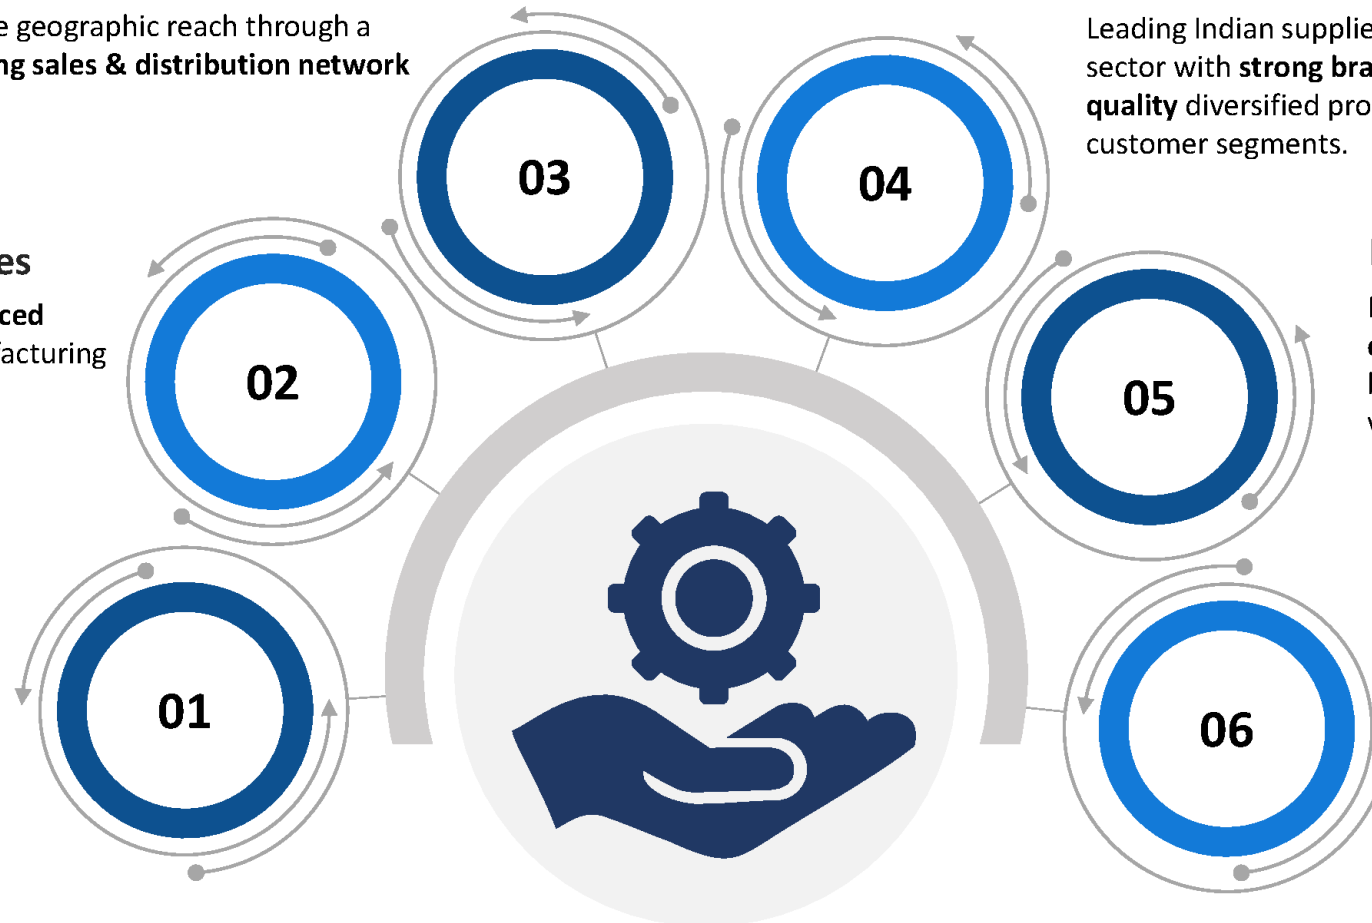 e geographic reach through a
ng sales & distribution network
03
04
Leading Indian supplie
sector with strong bra
quality diversified pro
customer segments.
es
ced
facturing
02
05
01
06